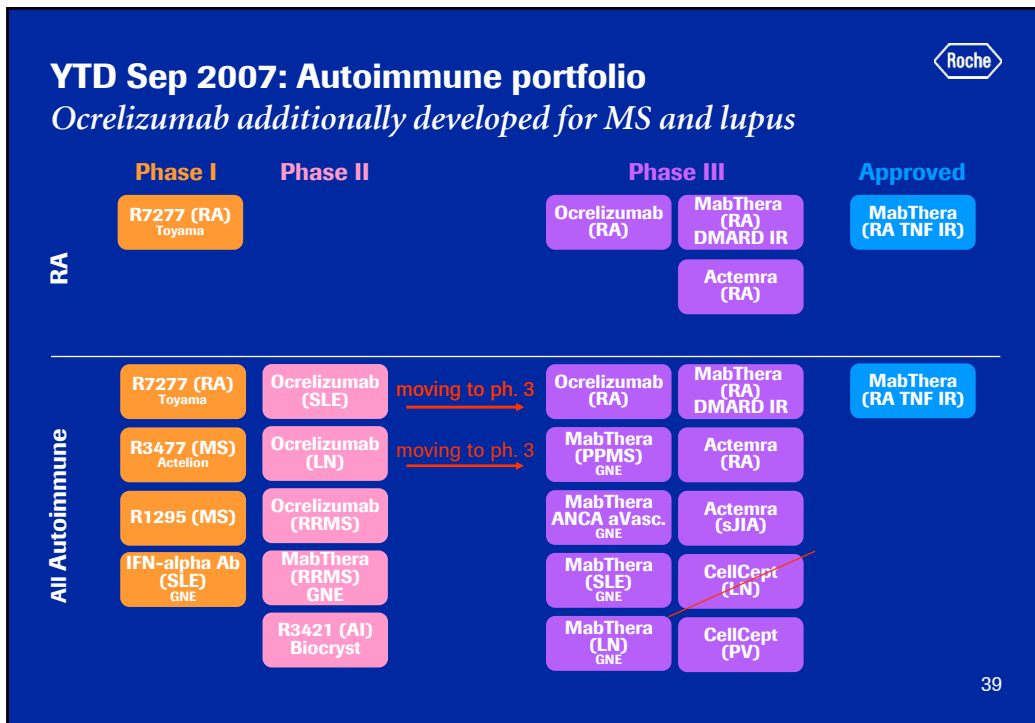 Roche
YTD Sep 2007: Autoimmune portfolio
Ocrelizumab additionally developed for MS and lupus
Phase I
Phase II
Phase III
Approved
RA
R7277 (RA)
Toyama
Ocrelizumab
(RA)
MabThera
(RA)
DMARD IR
MabThera
(RA TNF IR)
Actemra
(RA)
All Autoimmune
R7277 (RA)
Toyama
Ocrelizumab
(SLE)
moving to ph. 3
Ocrelizumab
(RA)
MabThera
(RA)
DMARD IR
MabThera
(RA TNF IR)
R3477 (MS)
Actelion
Ocrelizumab
(LN)
moving to ph. 3
MabThera
(PPMS)
GNE
Actemra
(RA)
R1295 (MS)
Ocrelizumab
(RRMS)
MabThera
ANCA aVasc.
GNE
Actemra
(sJIA)
IFN-alpha Ab
(SLE)
GNE
MabThera
(RRMS)
GNE
MabThera
(SLE)
GNE
CellCept
(LN)
R3421 (AI)
Biocryst
MabThera
(LN)
GNE
CellCept
(PV)
39